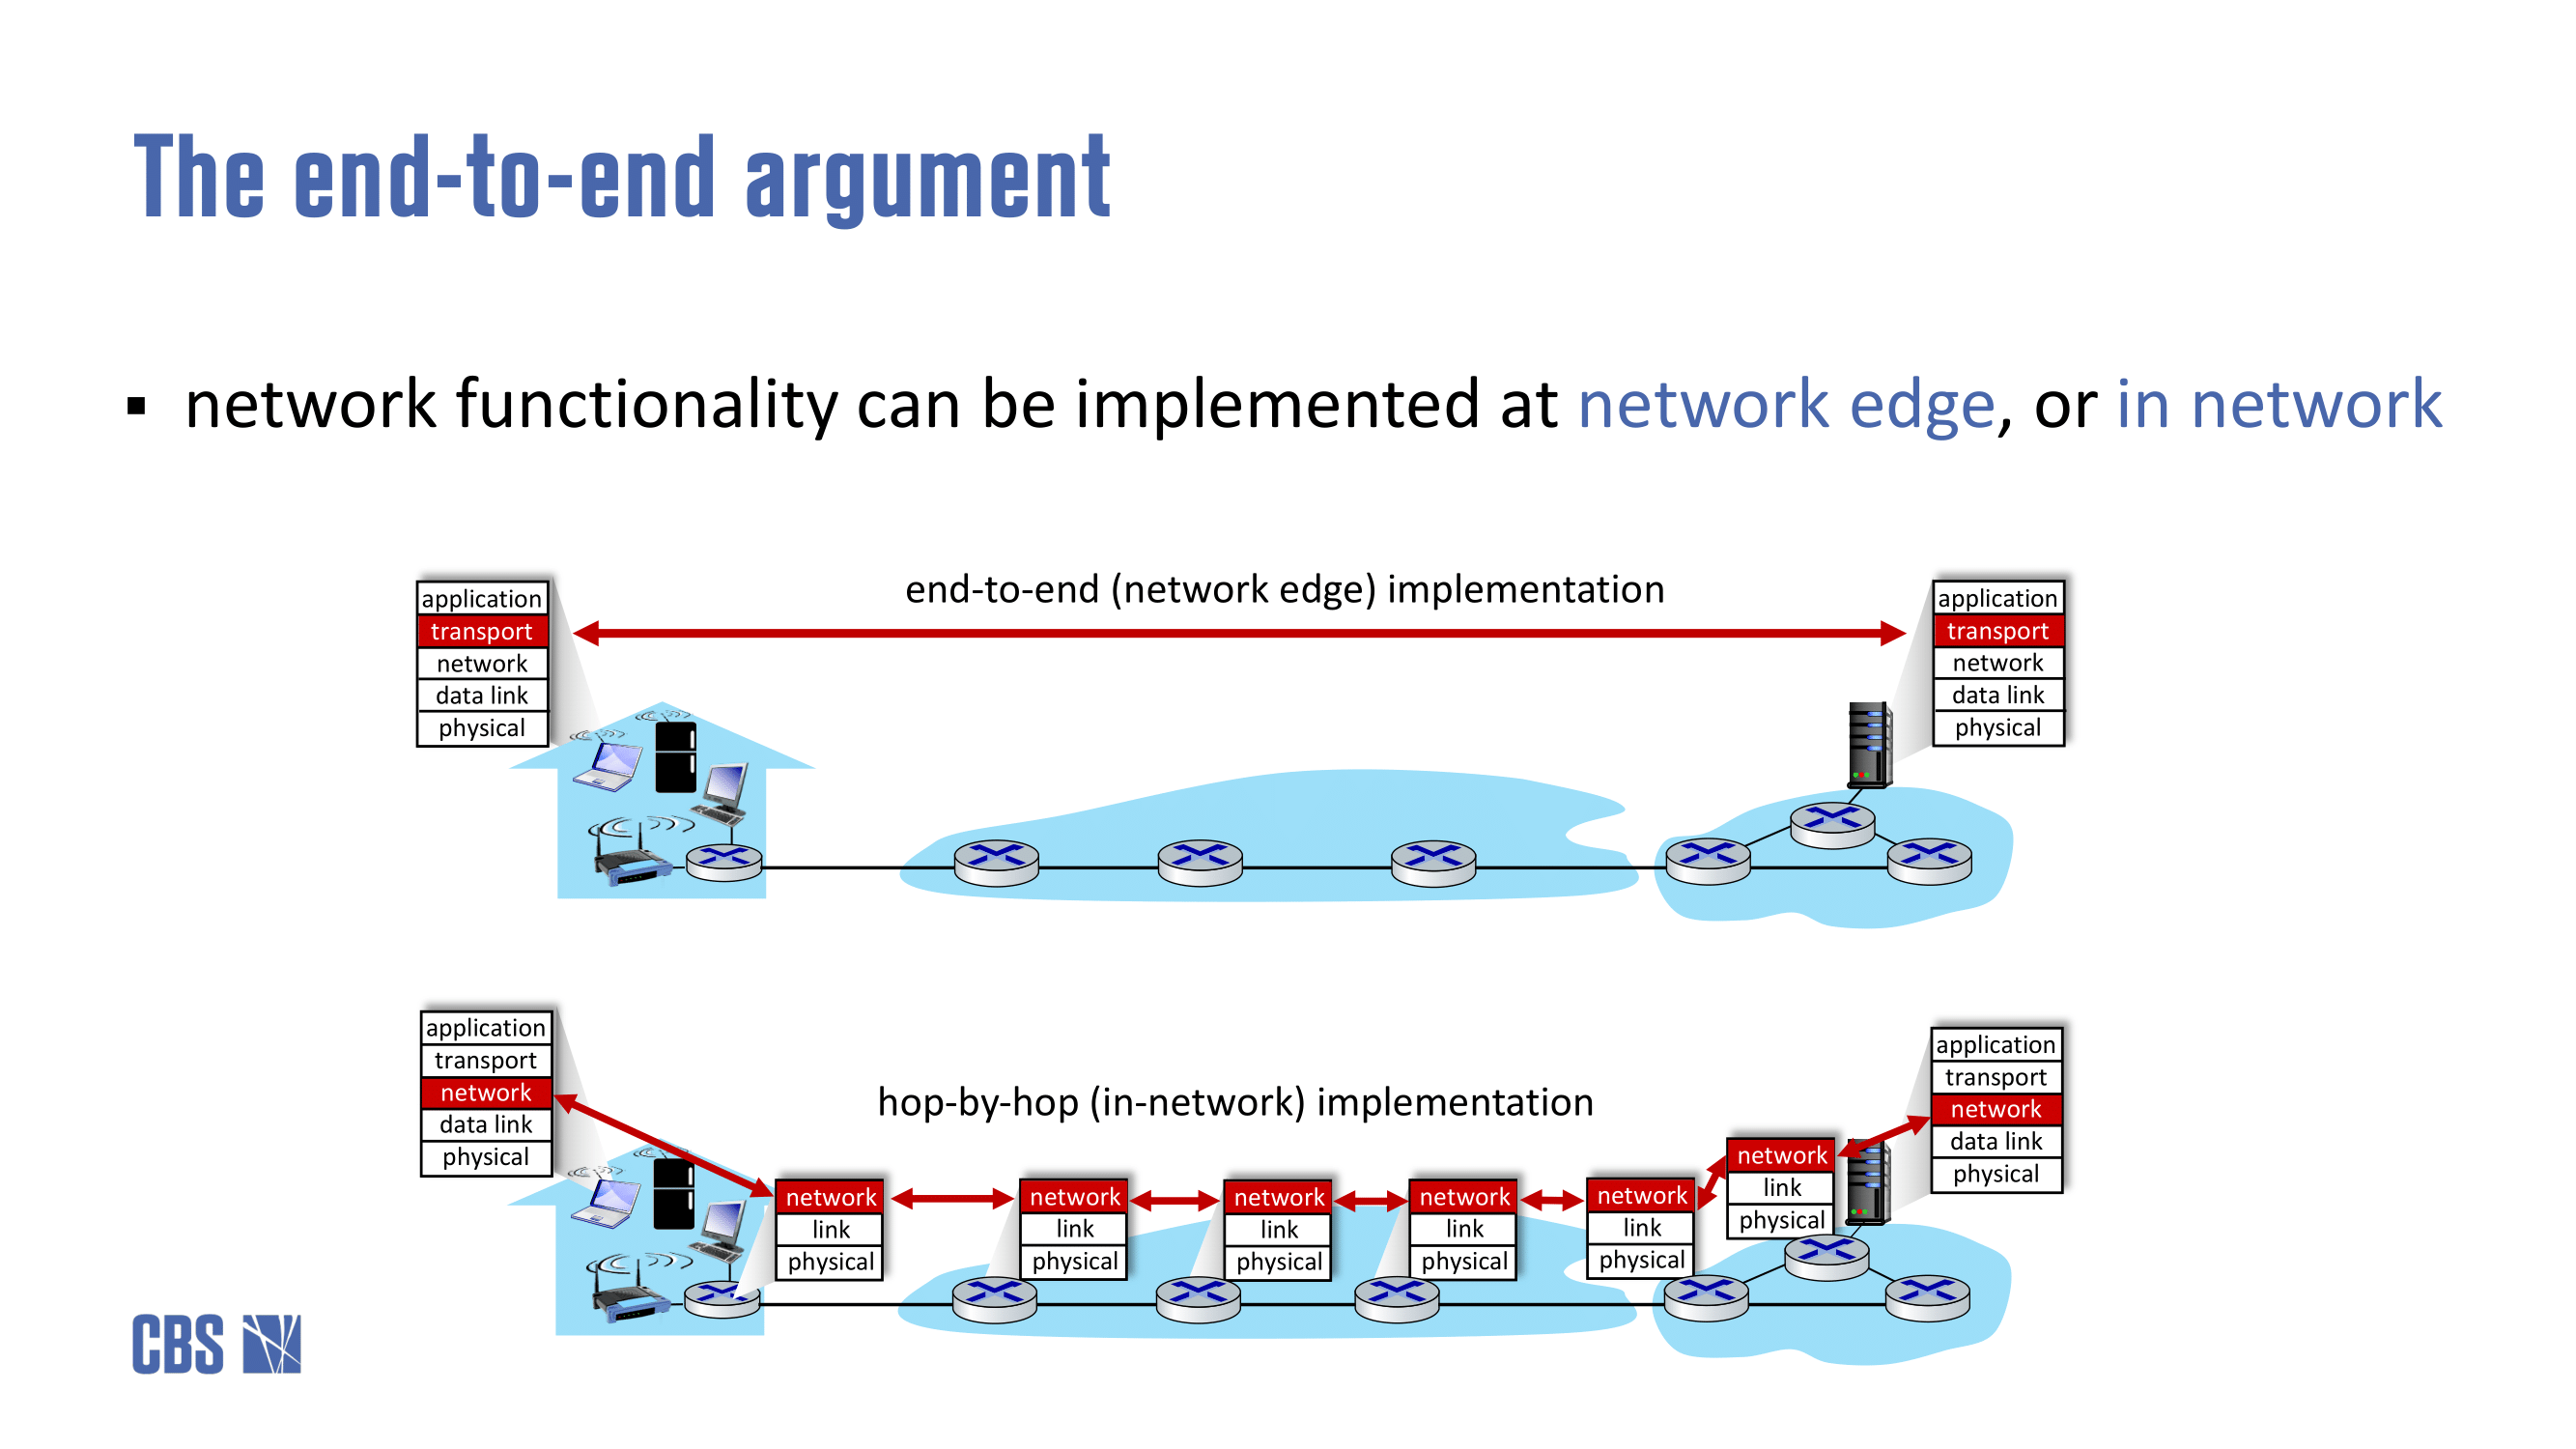 The end-to-end argument
▪ network functionality can be implemented at network edge, or in network
end-to-end (network edge) implementation
application
transport
network
data link
physical
application
transport
network
data link
physical
hop-by-hop (in-network) implementation
application
transport
network
data link
physical
network
link
physical
network
link
physical
network
link
physical
network
link
physical
network
link
physical
network
link
physical
application
transport
network
data link
physical
CBS